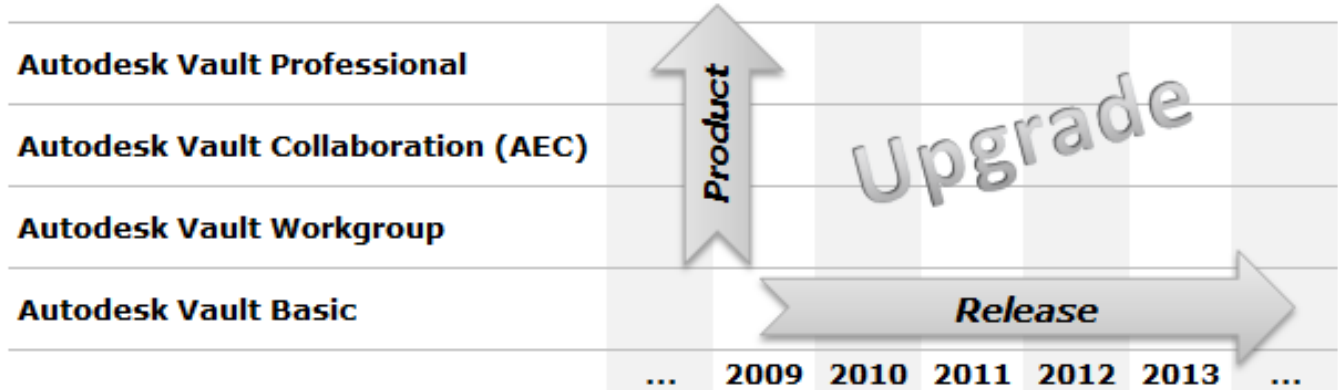 Autodesk Vault Professional
Autodesk Vault Collaboration (AEC)
Autodesk Vault Workgroup
Autodesk Vault Basic
Product
Upgrade
Release
... 2009 2010 2011 2012 2013 ...